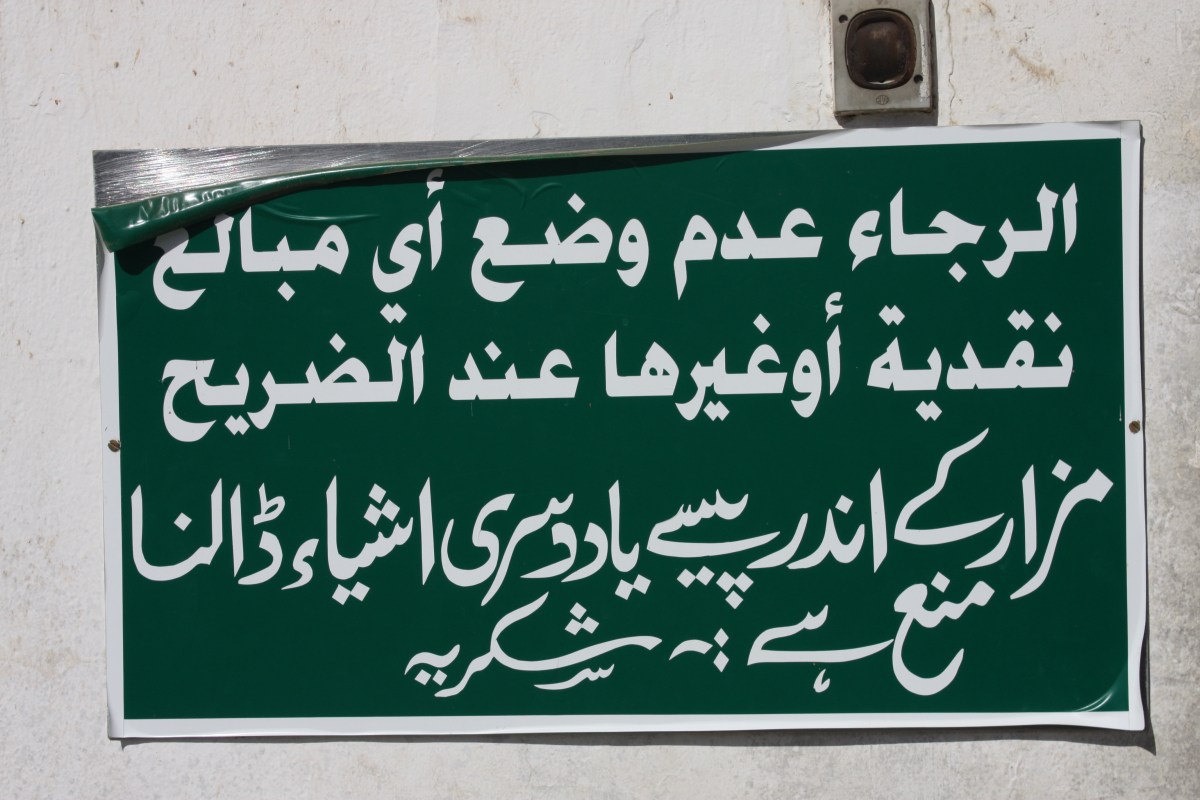 الرجاء عدم وضع أي مبالغ
نقدية أوغيرها عند الضريح
مزار کے اندر پیسے یا دوسری اشیاء ڈالنا
منع ہے :۔ شکریہ